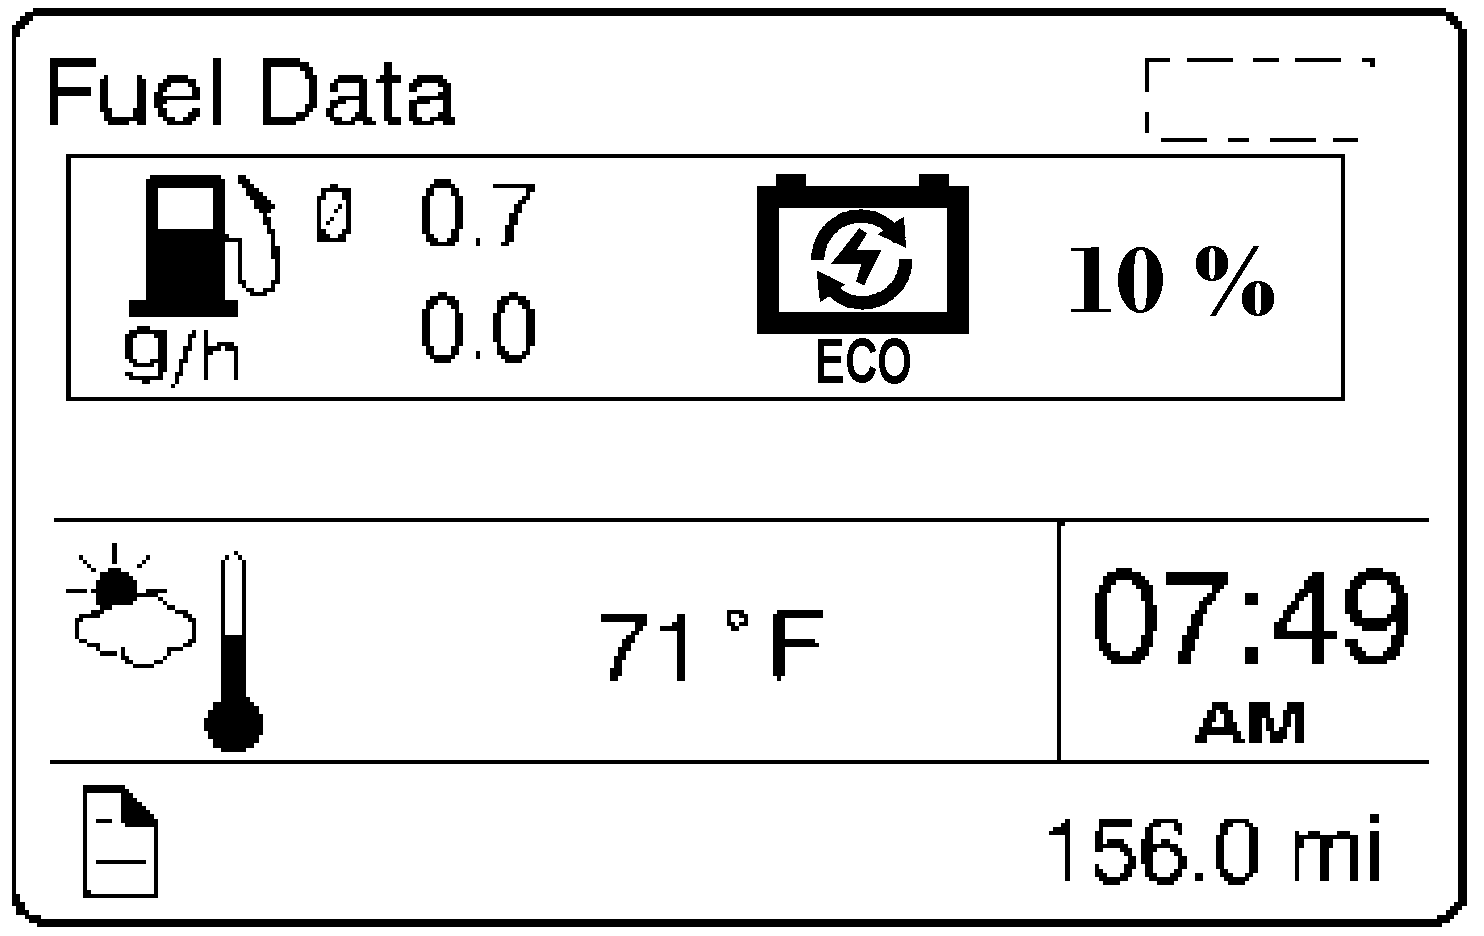 Fuel Data
Ø 0.7
g/h 0.0
ECO
10 %
71 °F
07:49
AM
156.0 mi